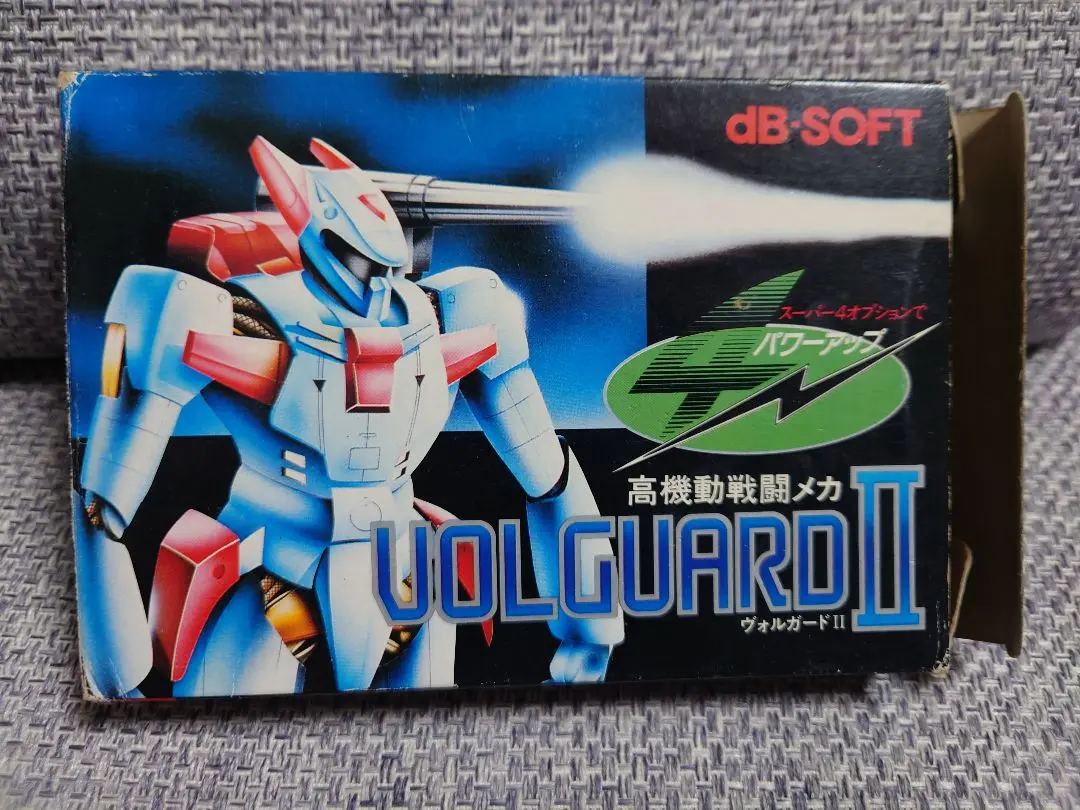 dB-SOFT
スーパー4オプションで
パワーアップ
高機動戦闘メカ
VOLGUARD II
ヴォルガードII